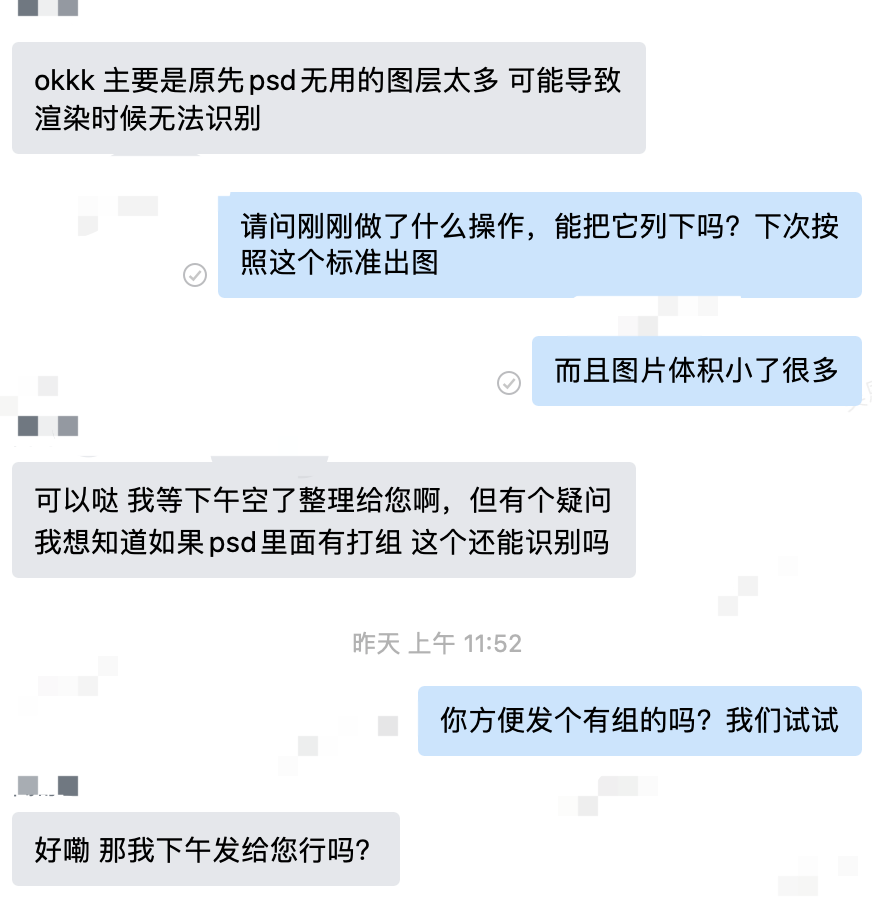 okkk 主要是原先psd无用的图层太多 可能导致
渲染时候无法识别
请问刚刚做了什么操作，能把它列下吗？下次按
照这个标准出图
而且图片体积小了很多
可以哒 我等下午空了整理给您啊，但有个疑问
我想知道如果psd里面有打组 这个还能识别吗
昨天 上午 11:52
你方便发个有组的吗？我们试试
好嘞 那我下午发给您行吗？